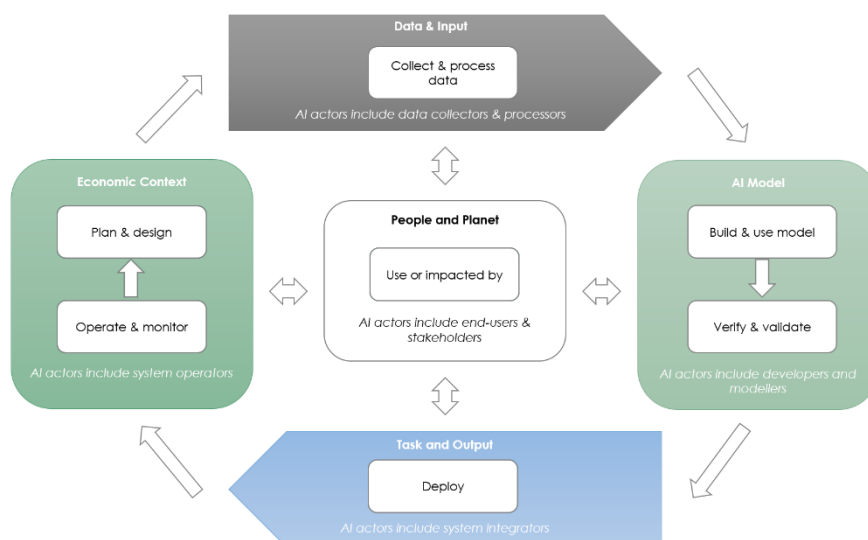 Data & Input
Collect & process
data
AI actors include data collectors & processors
Economic Context
Plan & design
Operate & monitor
AI actors include system operators
People and Planet
Use or impacted by
AI actors include end-users &
stakeholders
AI Model
Build & use model
Verify & validate
AI actors include developers and
modellers
Task and Output
Deploy
AI actors include system integrators